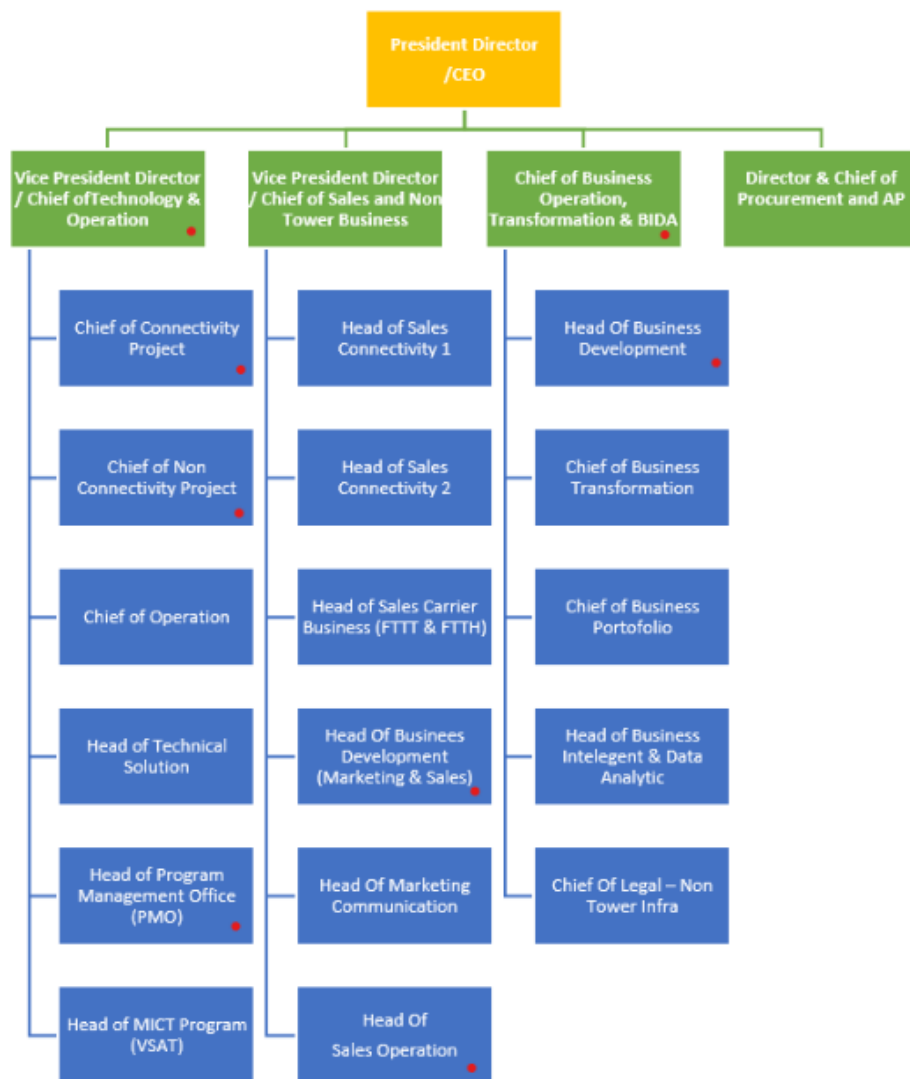 President Director
/CEO
Vice President Director
/ Chief ofTechnology &
Operation
Vice President Director
/ Chief of Sales and Non
Tower Business
Chief of Business
Operation,
Transformation & BIDA
Director & Chief of
Procurement and AP
Chief of Connectivity
Project
Chief of Non
Connectivity Project
Chief of Operation
Head of Technical
Solution
Head of Program
Management Office
(PMO)
Head of MICT Program
(VSAT)
Head of Sales
Connectivity 1
Head of Sales
Connectivity 2
Head of Sales Carrier
Business (FTTT & FTTH)
Head Of Businees
Development
(Marketing & Sales)
Head Of Marketing
Communication
Head Of
Sales Operation
Head Of Business
Development
Chief of Business
Transformation
Chief of Business
Portofolio
Head of Business
Intelegent & Data
Analytic
Chief Of Legal – Non
Tower Infra